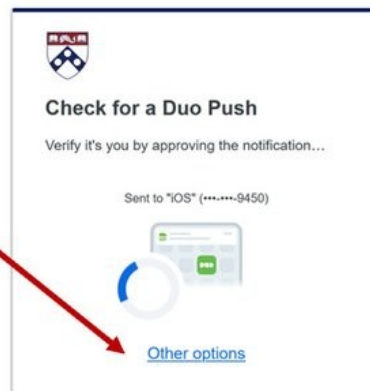 Check for a Duo Push
Verify it's you by approving the notification...
Sent to "iOS" (•••-•••-9450)
Other options